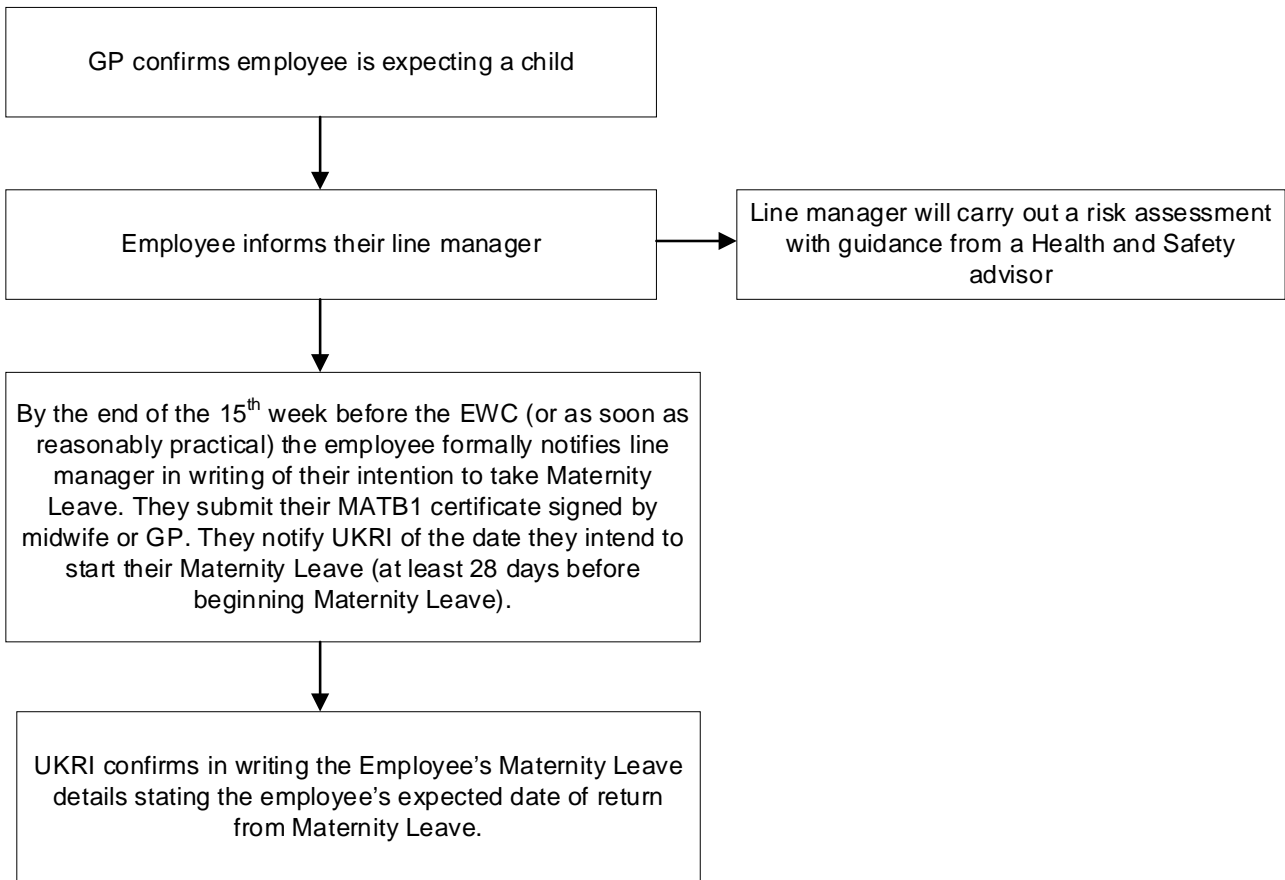 GP confirms employee is expecting a child
Employee informs their line manager
Line manager will carry out a risk assessment
with guidance from a Health and Safety
advisor
By the end of the 15th week before the EWC (or as soon as
reasonably practical) the employee formally notifies line
manager in writing of their intention to take Maternity
Leave. They submit their MATB1 certificate signed by
midwife or GP. They notify UKRI of the date they intend to
start their Maternity Leave (at least 28 days before
beginning Maternity Leave).
UKRI confirms in writing the Employee’s Maternity Leave
details stating the employee’s expected date of return
from Maternity Leave.